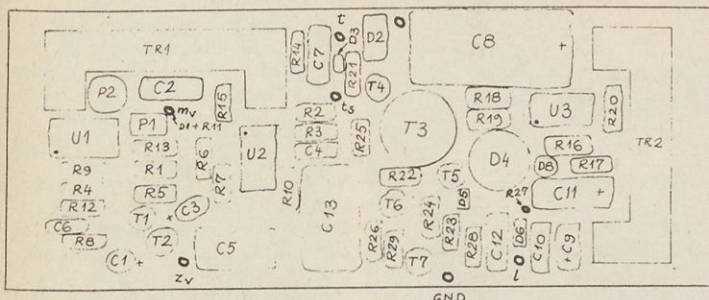 t
D3
D2
C8
+
TR1
R14
C7
R21
T4
P2
C2
R15
ts
R18
U3
R20
mv
D1+R11
R2
R19
U1
P1
R3
R25
T3
R13
R6
U2
C4
R16
TR2
D4
D8
R17
R9
R1
R7
R22
T5
R4
R5
R10
C13
R27
C11
+
R12
T6
D5
T1
+
C3
R24
C6
R8
T2
C5
R26
R29
R23
R28
C12
D6
C10
C9
+
C1
+
T7
zv
l
GND